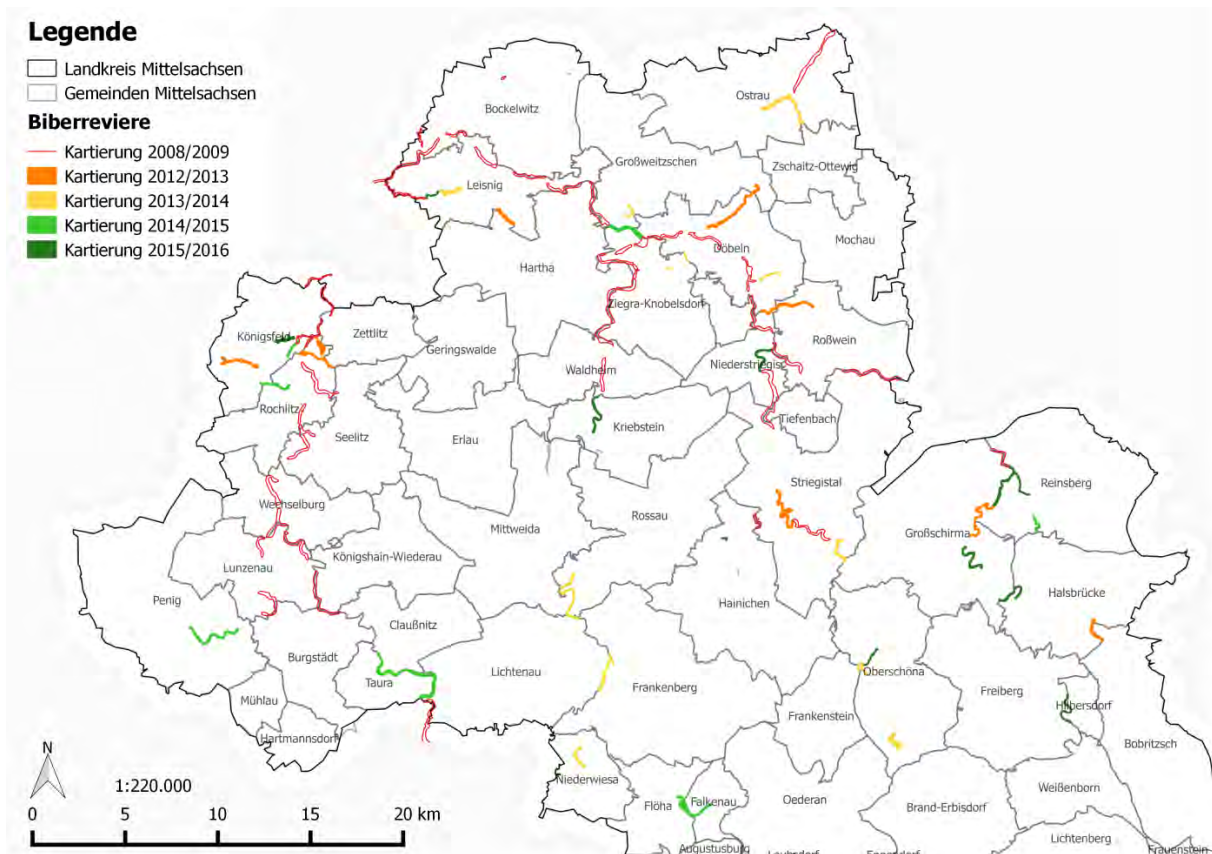 Legende
Landkreis Mittelsachsen
Gemeinden Mittelsachsen
Biberreviere
Kartierung 2008/2009
Kartierung 2012/2013
Kartierung 2013/2014
Kartierung 2014/2015
Kartierung 2015/2016
Ostrau
Bockelwitz
Großweitzschen
Zschaitz-Ottewig
Leisnig
Mochau
Döbeln
Hartha
Ziegra-Knobelsdorf
Königsfeld
Zettlitz
Roßwein
Geringswalde
Niederstriegis
Waldheim
Rochlitz
Tiefenbach
Kriebstein
Seelitz
Erlau
Striegistal
Reinsberg
Wechselburg
Rossau
Mittweida
Großschirma
Königshain-Wiederau
Lunzenau
Halsbrücke
Penig
Hainichen
Claußnitz
Burgstädt
Oberschöna
Lichtenau
Taura
Frankenberg
Freiberg
Mühlau
Hilbersdorf
Frankenstein
Hartmannsdorf
Bobritzsch
N
Niederwiesa
1:220.000
Weißenborn
Flöha
Falkenau
Oederan
Brand-Erbisdorf
0 5 10 15 20 km
Lichtenberg
Augustusburg
Frauenstein